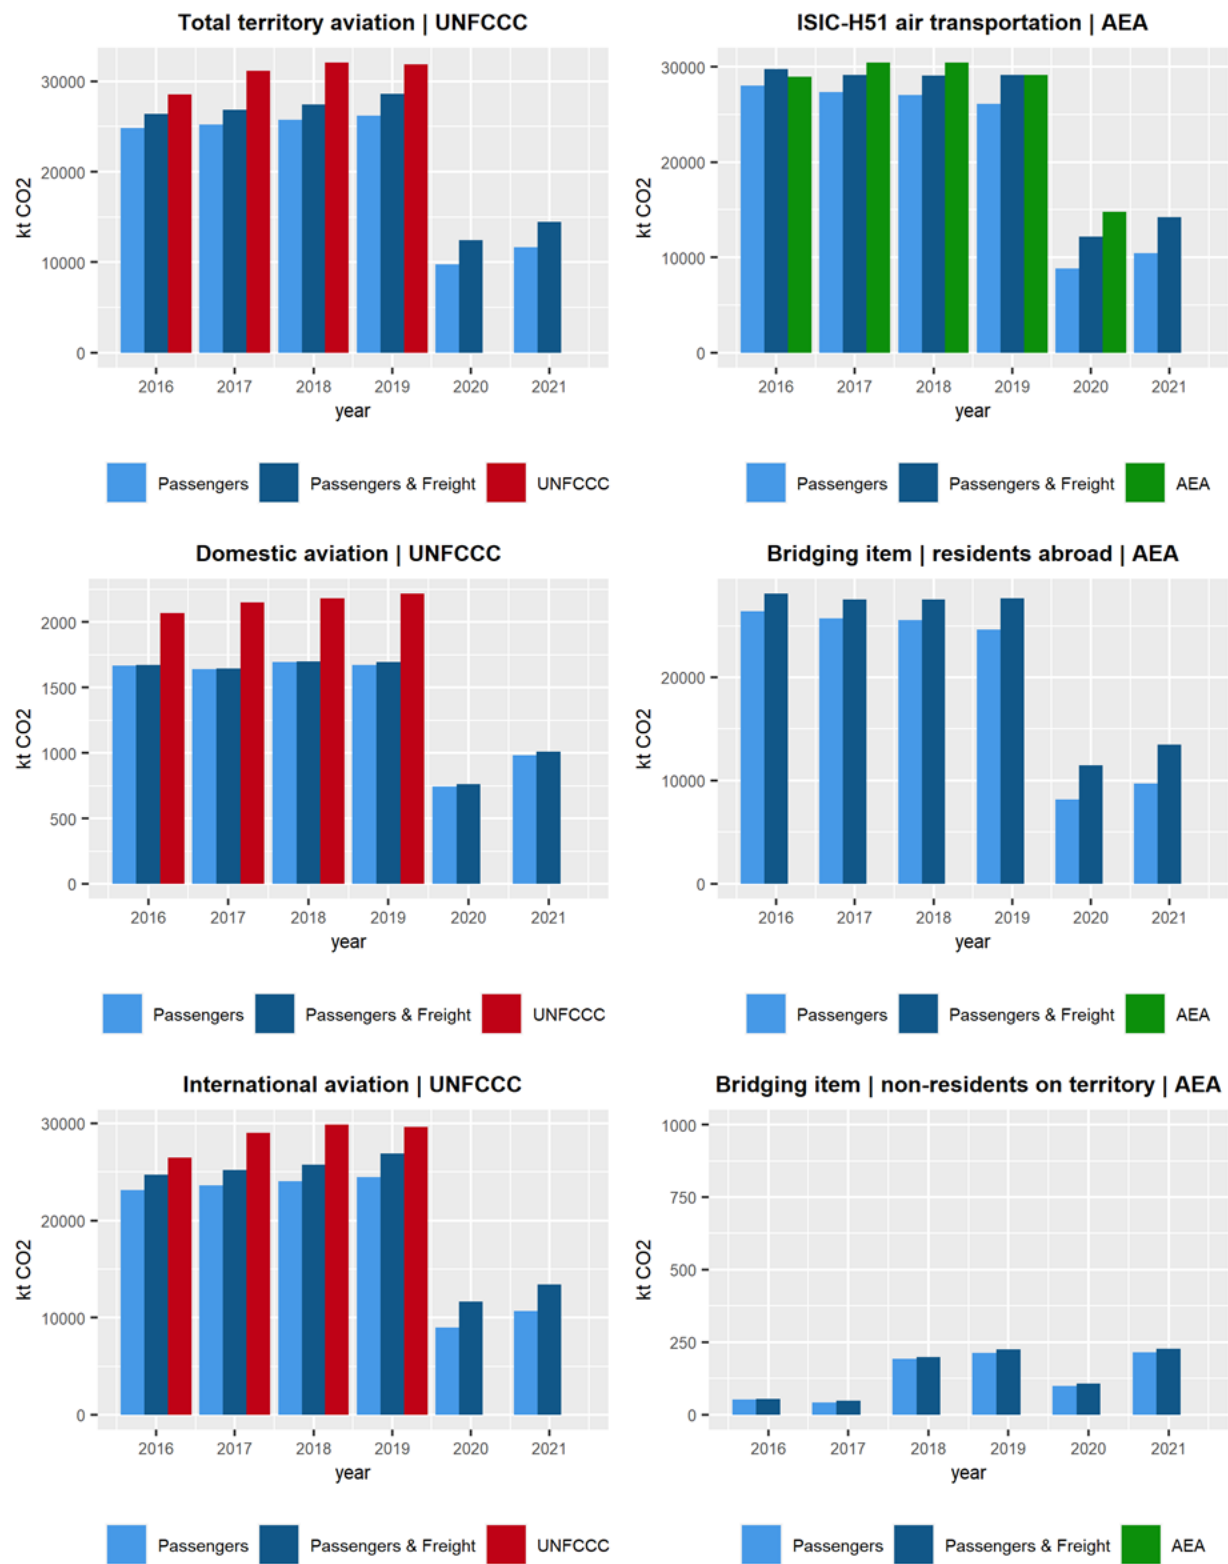 Total territory aviation | UNFCCC
kt CO2
30000
20000
10000
0
2016 2017 2018 2019 2020 2021
year
Passengers Passengers & Freight UNFCCC
ISIC-H51 air transportation | AEA
kt CO2
30000
20000
10000
0
2016 2017 2018 2019 2020 2021
year
Passengers Passengers & Freight AEA
Domestic aviation | UNFCCC
kt CO2
2000
1500
1000
500
0
2016 2017 2018 2019 2020 2021
year
Passengers Passengers & Freight UNFCCC
Bridging item | residents abroad | AEA
kt CO2
20000
10000
0
2016 2017 2018 2019 2020 2021
year
Passengers Passengers & Freight AEA
International aviation | UNFCCC
kt CO2
30000
20000
10000
0
2016 2017 2018 2019 2020 2021
year
Passengers Passengers & Freight UNFCCC
Bridging item | non-residents on territory | AEA
kt CO2
1000
750
500
250
0
2016 2017 2018 2019 2020 2021
year
Passengers Passengers & Freight AEA